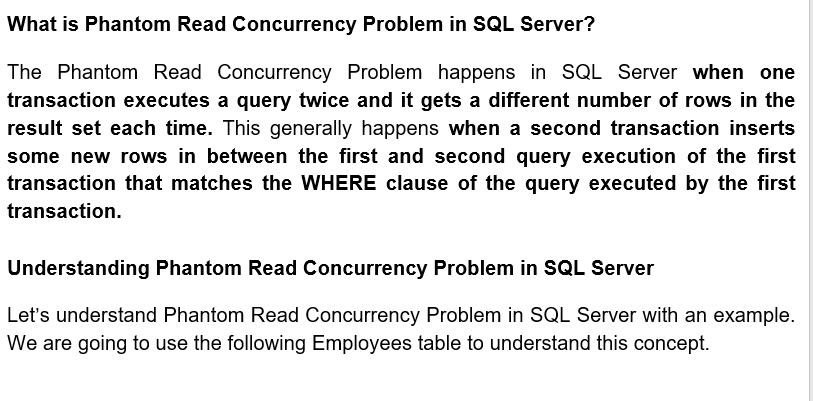 What is Phantom Read Concurrency Problem in SQL Server?
The Phantom Read Concurrency Problem happens in SQL Server when one
transaction executes a query twice and it gets a different number of rows in the
result set each time. This generally happens when a second transaction inserts
some new rows in between the first and second query execution of the first
transaction that matches the WHERE clause of the query executed by the first
transaction.
Understanding Phantom Read Concurrency Problem in SQL Server
Let’s understand Phantom Read Concurrency Problem in SQL Server with an example.
We are going to use the following Employees table to understand this concept.